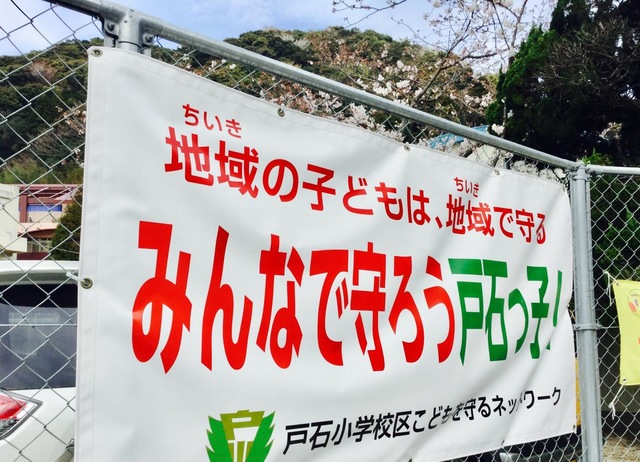 ちいき ちいき
地域の子どもは、地域で守る
みんなで守ろう戸石っ子！
戸石小学校区こどもを守るネットワーク